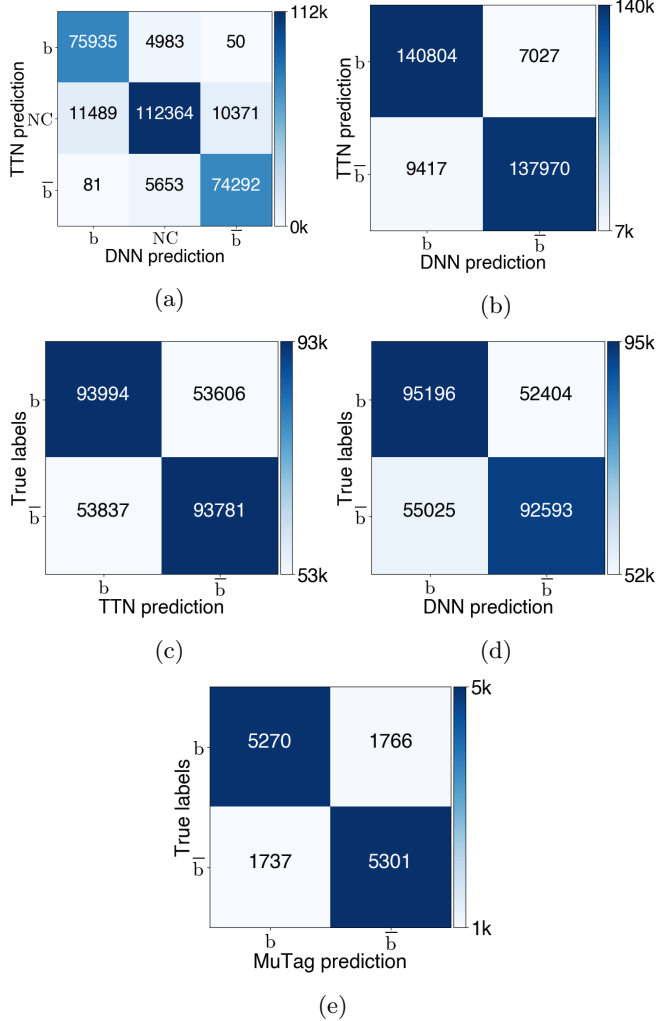 112k
b 75935 4983 50
NC 11489 112364 10371
b̅ 81 5653 74292
0k
b NC b̅
TTN prediction
DNN prediction
(a)
140k
b 140804 7027
b̅ 9417 137970
7k
b b̅
TTN prediction
DNN prediction
(b)
93k
b 93994 53606
b̅ 53837 93781
53k
b b̅
True labels
TTN prediction
(c)
95k
b 95196 52404
b̅ 55025 92593
52k
b b̅
True labels
DNN prediction
(d)
5k
b 5270 1766
b̅ 1737 5301
1k
b b̅
True labels
MuTag prediction
(e)